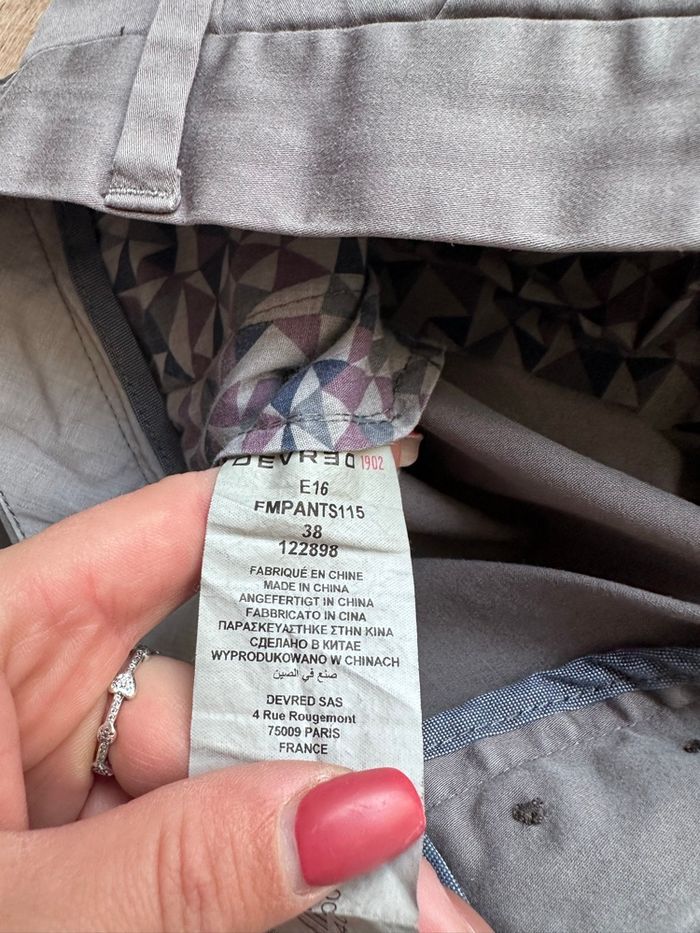 DEVRED 1902
E16
FMPANTS115
38
122898
FABRIQUÉ EN CHINE
MADE IN CHINA
ANGEFERTIGT IN CHINA
FABBRICATO IN CINA
ΠΑΡΑΣΚΕΥΑΣΤΗΚΕ ΣΤΗΝ ΚΙΝΑ
СДЕЛАНО В КИТАЕ
WYPRODUKOWANO W CHINACH
صنع في الصين
DEVRED SAS
4 Rue Rougemont
75009 PARIS
FRANCE